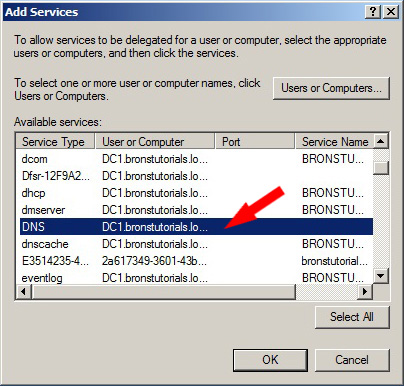 Add Services
To allow services to be delegated for a user or computer, select the appropriate
users or computers, and then click the services.
To select one or more user or computer names, click
Users or Computers.
Users or Computers...
Available services:
Service Type User or Computer Port Service Name
dcom DC1.bronstutorials.lo... BRONSTU...
Dfsr-12F9A2... DC1.bronstutorials.lo... BRONSTU...
dhcp DC1.bronstutorials.lo... BRONSTU...
dmserver DC1.bronstutorials.lo... BRONSTU...
DNS DC1.bronstutorials.lo... BRONSTU...
dnscache DC1.bronstutorials.lo... BRONSTU...
E3514235-4... 2a617349-3601-43b... bronstutorial...
eventlog DC1.bronstutorials.lo... BRONSTU...
Select All
OK Cancel